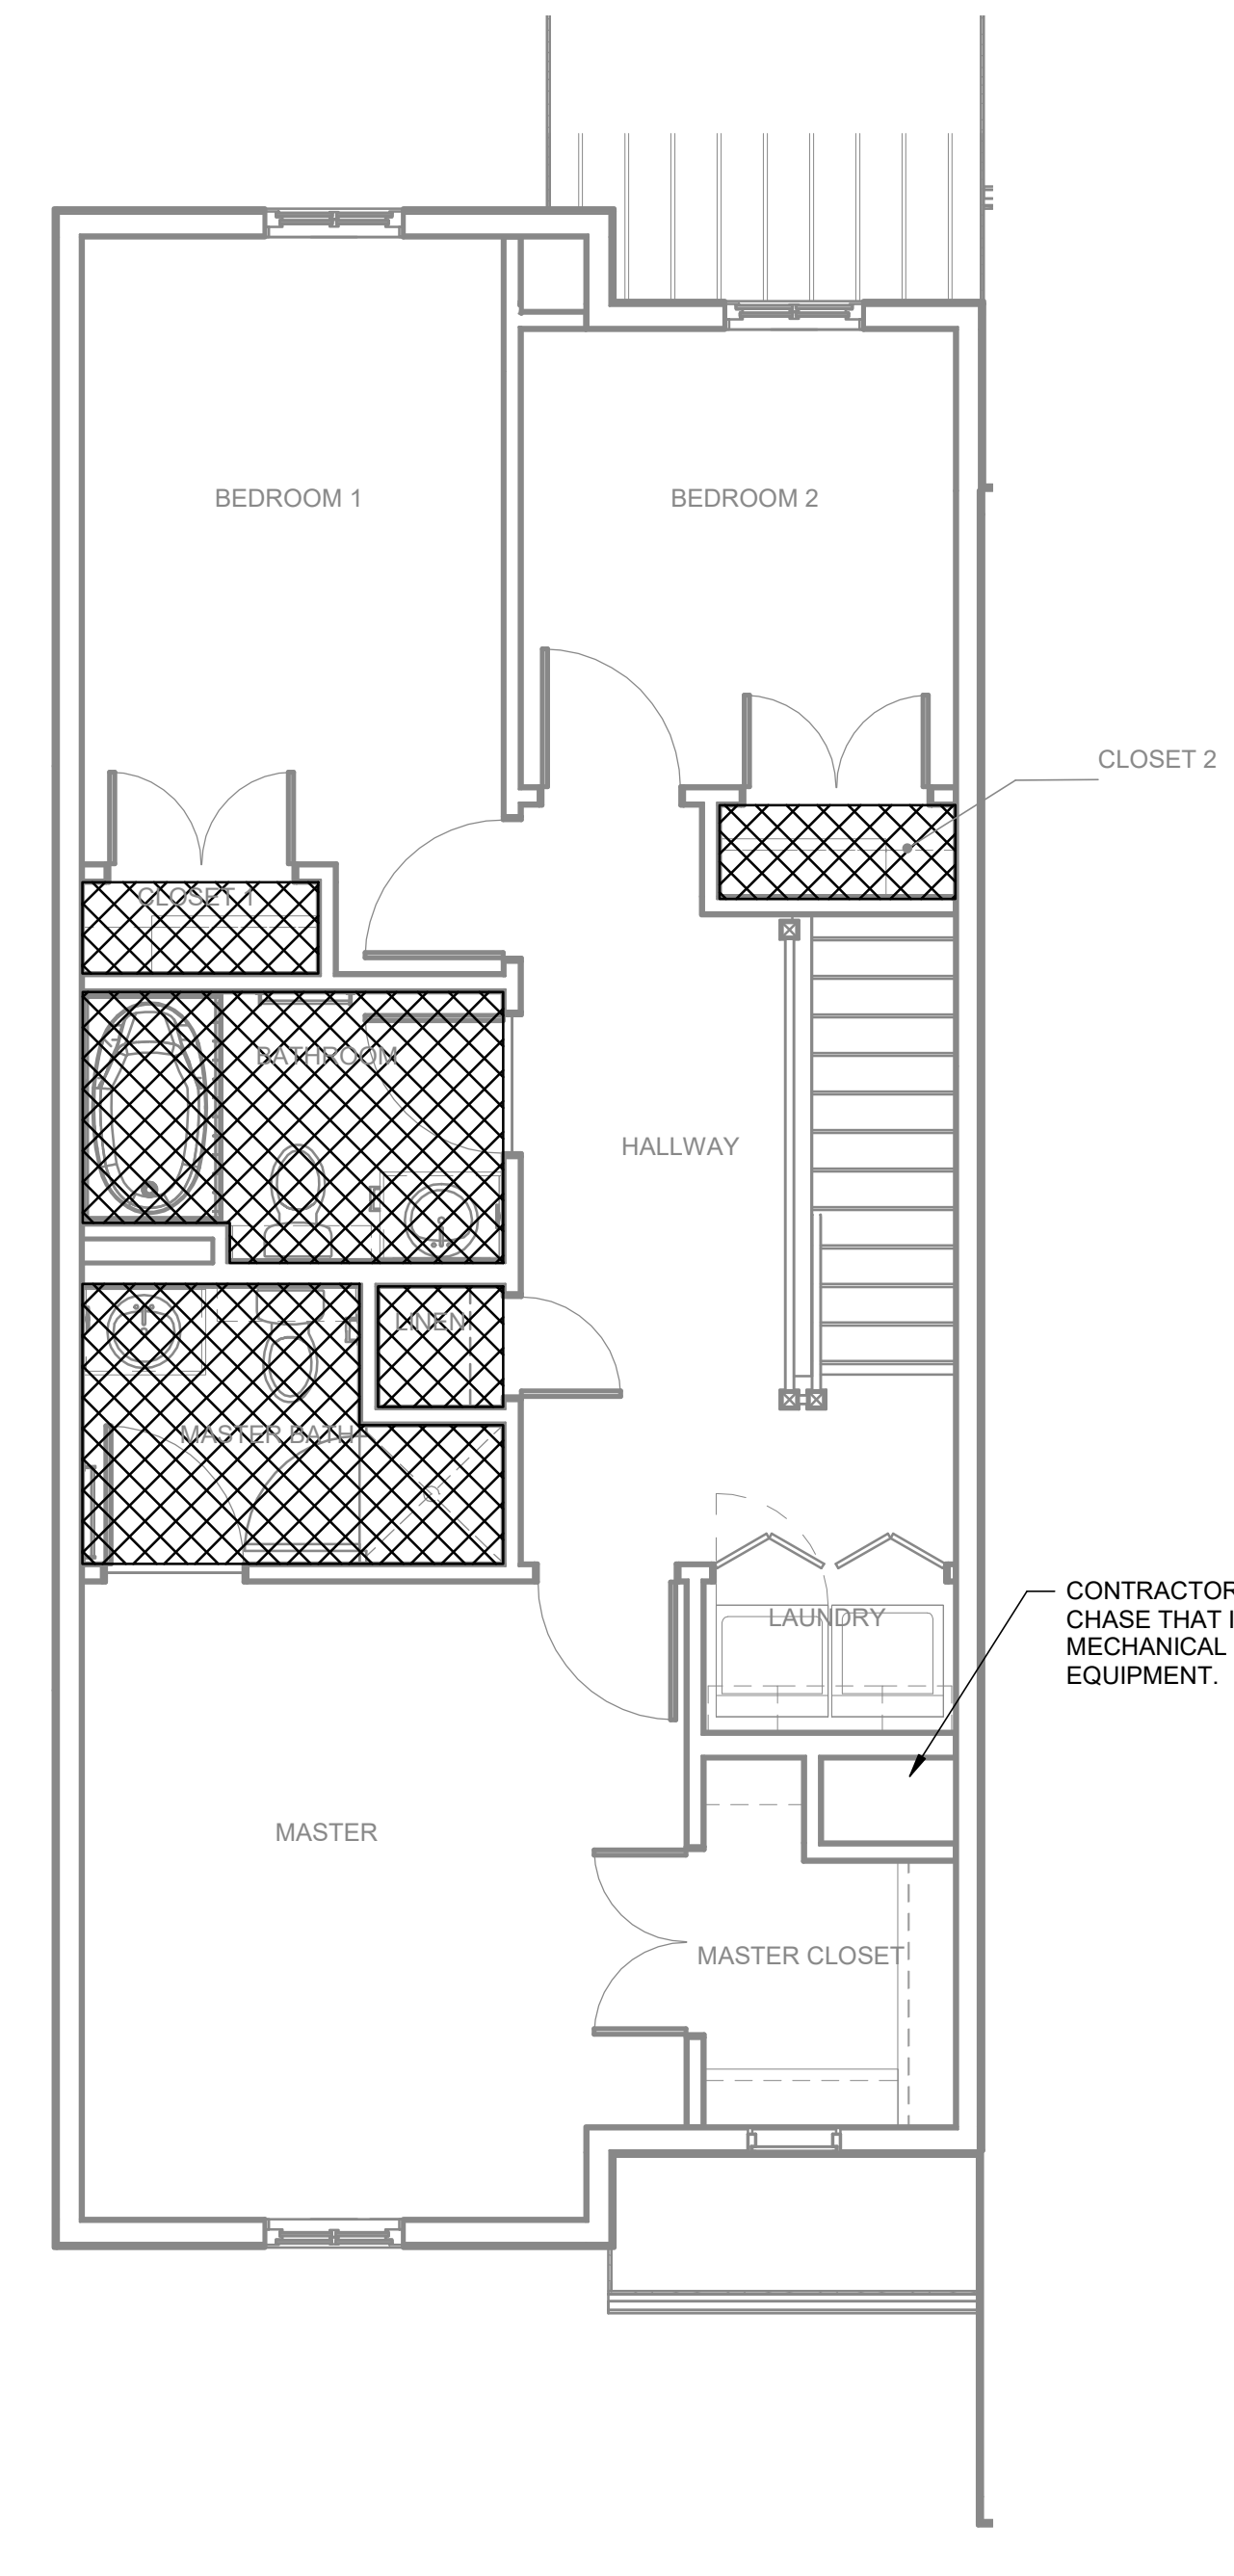 BEDROOM 1
BEDROOM 2
CLOSET 2
CLOSET 1
BATHROOM
HALLWAY
LINEN
MASTER BATH
CONTRACTOR
CHASE THAT
MECHANICAL
EQUIPMENT.
LAUNDRY
MASTER
MASTER CLOSET